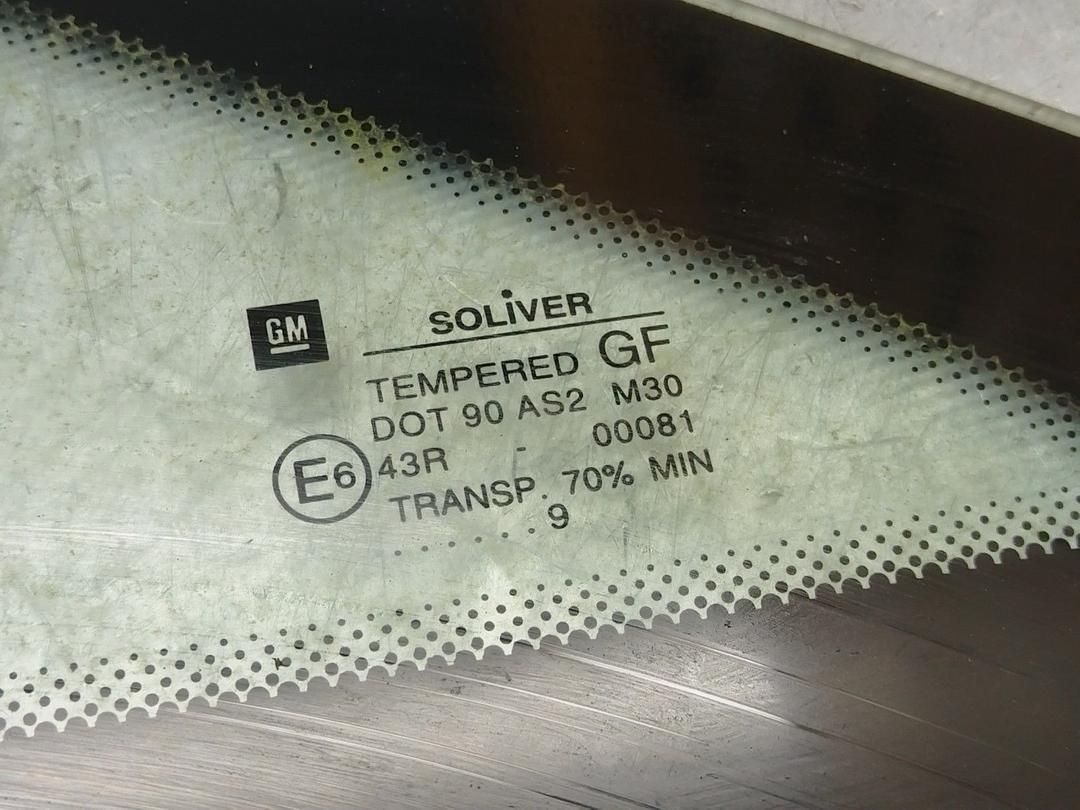 GM
SOLiVER
TEMPERED GF
DOT 90 AS2 M30
E6 43R - 00081
TRANSP. 70% MIN
. 9